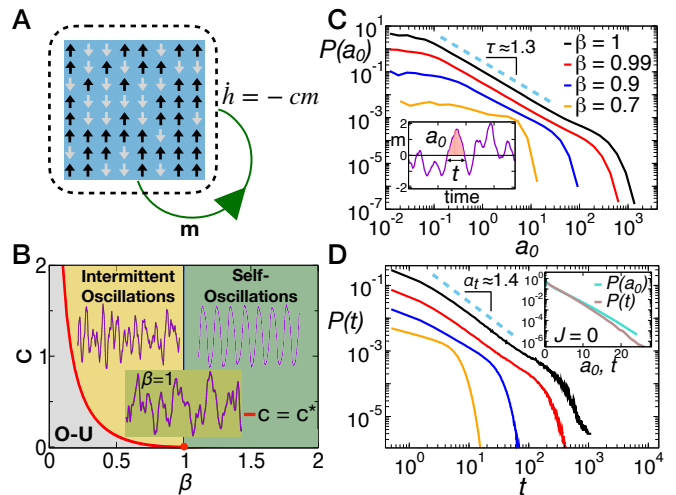 A
ḣ = − cm
m
B
2
1
0
C
Intermittent
Oscillations
Self-
Oscillations
β=1
C = C*
O-U
0
0.5
1
1.5
2
β
C
P(a₀)
10¹
10⁻¹
10⁻³
10⁻⁵
10⁻⁷
τ ≈1.3
β = 1
β = 0.99
β = 0.9
β = 0.7
2
m
0
-2
a₀
t
time
10⁻²
10⁻¹
10⁰
10¹
10²
10³
a₀
D
P(t)
10⁻¹
10⁻³
10⁻⁵
αₜ ≈1.4
10⁰
10⁻²
10⁻⁴
10⁻⁶
P(a₀)
P(t)
J = 0
0
10
20
a₀, t
10⁰
10¹
10²
10³
10⁴
t